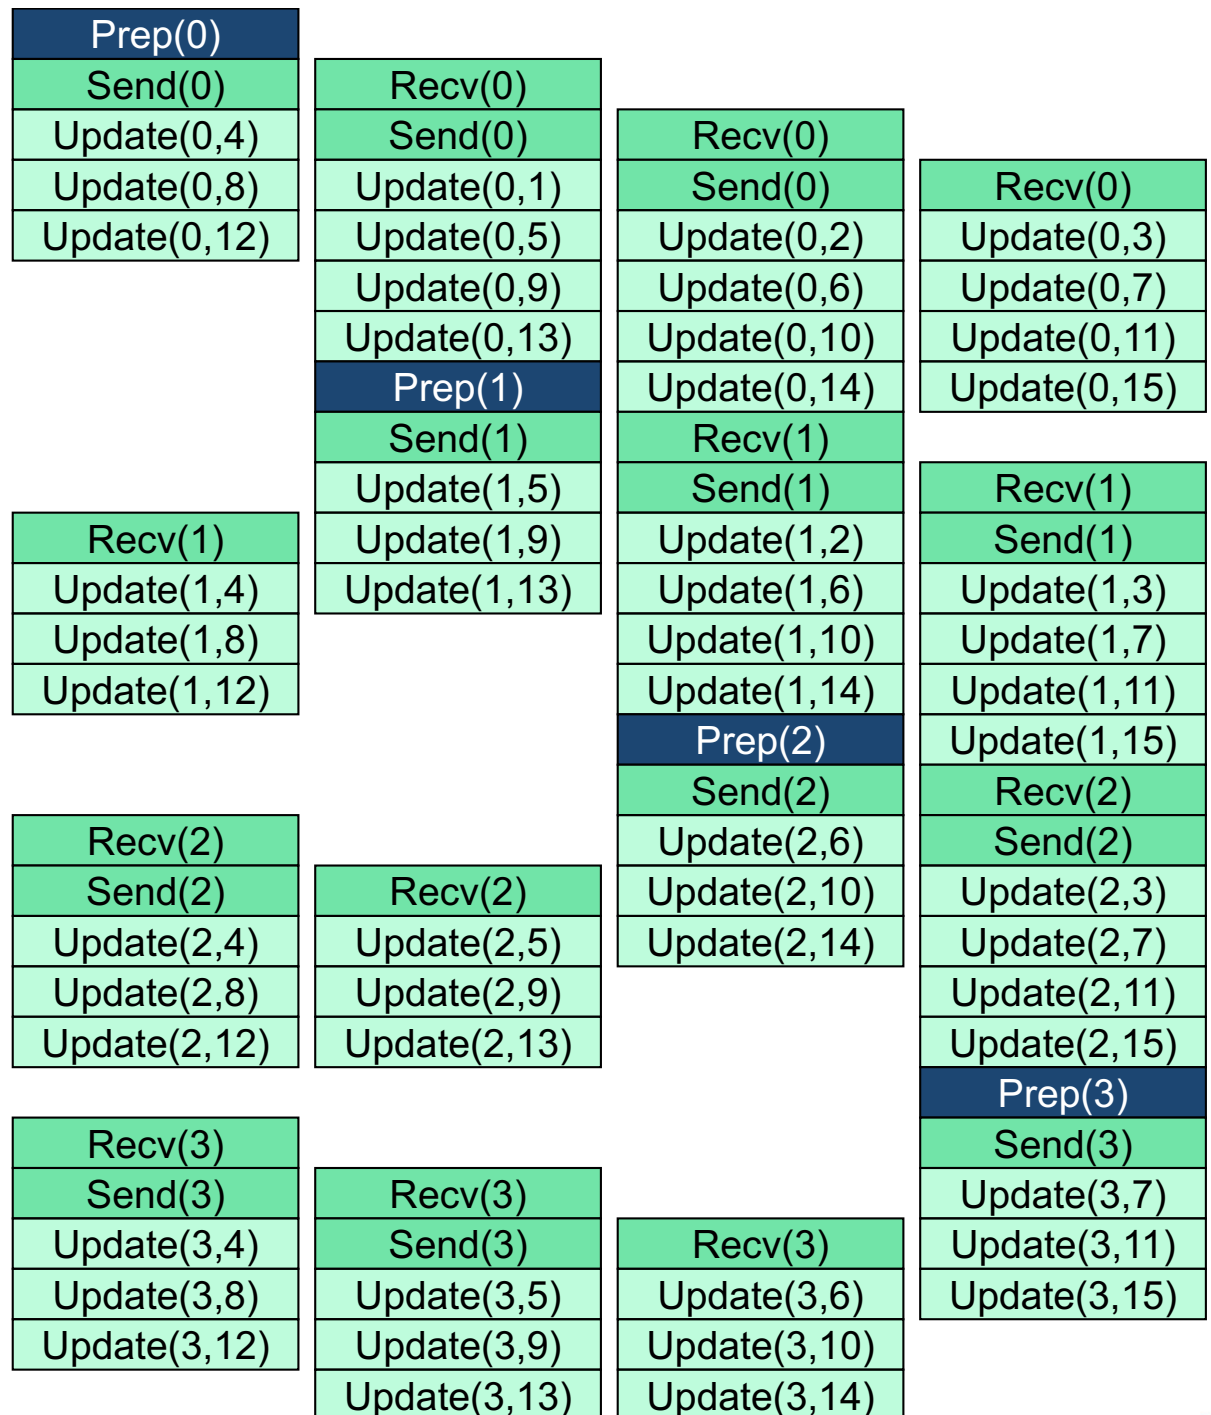 Prep(0)
Send(0)
Update(0,4)
Update(0,8)
Update(0,12)
Recv(1)
Update(1,4)
Update(1,8)
Update(1,12)
Recv(2)
Send(2)
Update(2,4)
Update(2,8)
Update(2,12)
Recv(3)
Send(3)
Update(3,4)
Update(3,8)
Update(3,12)
Recv(0)
Send(0)
Update(0,1)
Update(0,5)
Update(0,9)
Update(0,13)
Prep(1)
Send(1)
Update(1,5)
Update(1,9)
Update(1,13)
Recv(2)
Update(2,5)
Update(2,9)
Update(2,13)
Recv(3)
Send(3)
Update(3,5)
Update(3,9)
Update(3,13)
Recv(0)
Send(0)
Update(0,2)
Update(0,6)
Update(0,10)
Update(0,14)
Recv(1)
Send(1)
Update(1,2)
Update(1,6)
Update(1,10)
Update(1,14)
Prep(2)
Send(2)
Update(2,6)
Update(2,10)
Update(2,14)
Recv(3)
Update(3,6)
Update(3,10)
Update(3,14)
Recv(0)
Update(0,3)
Update(0,7)
Update(0,11)
Update(0,15)
Recv(1)
Send(1)
Update(1,3)
Update(1,7)
Update(1,11)
Update(1,15)
Recv(2)
Send(2)
Update(2,3)
Update(2,7)
Update(2,11)
Update(2,15)
Prep(3)
Send(3)
Update(3,7)
Update(3,11)
Update(3,15)